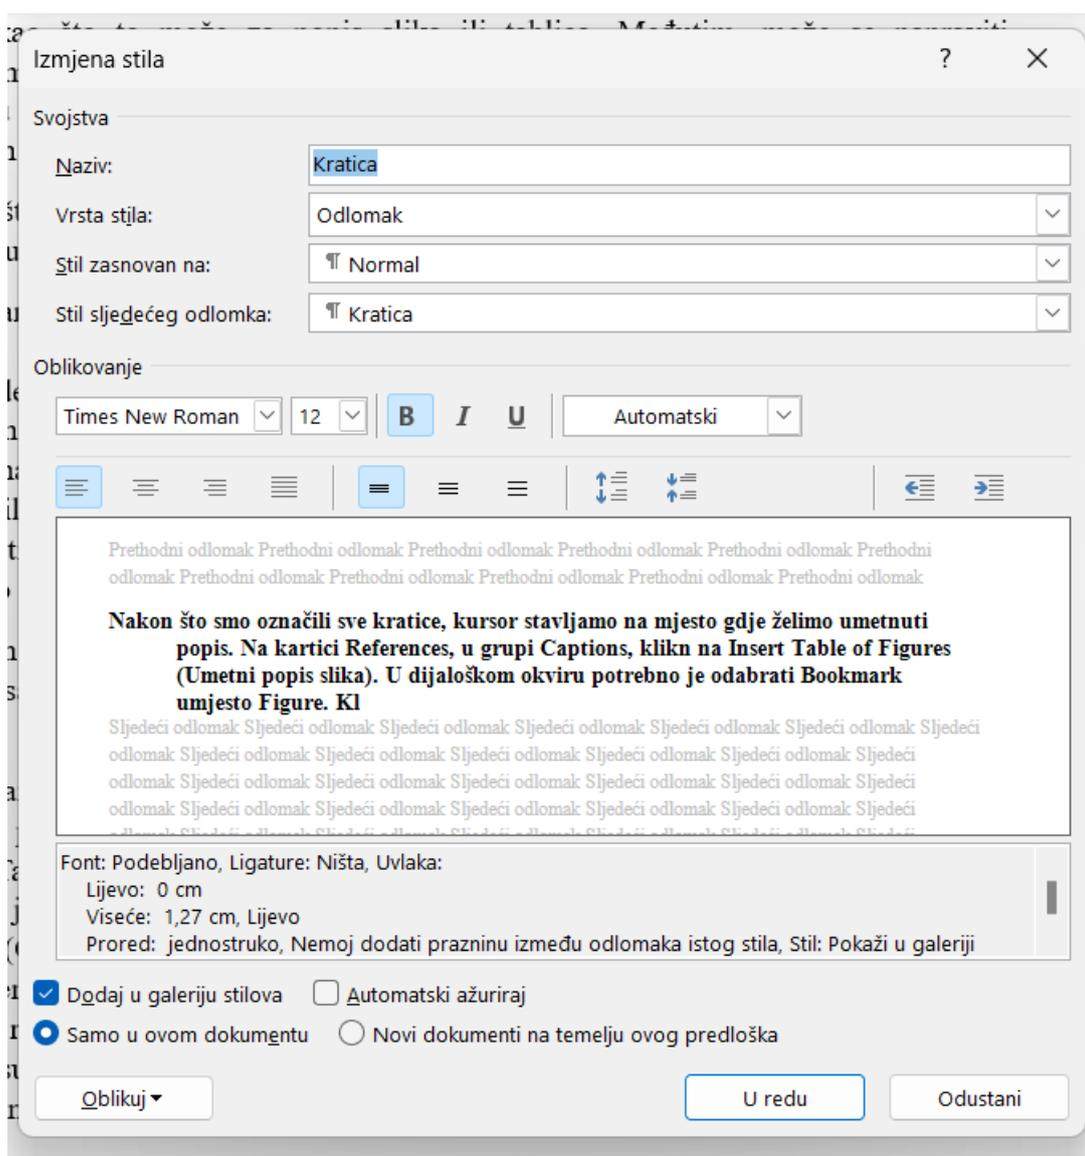 Izmjena stila ?
Svojstva
Naziv: Kratica
Vrsta stila: Odlomak
Stil zasnovan na: ¶ Normal
Stil sljedećeg odlomka: ¶ Kratica
Oblikovanje
Times New Roman 12 B I U Automatski
Prethodni odlomak Prethodni odlomak Prethodni odlomak Prethodni odlomak Prethodni odlomak Prethodni
odlomak Prethodni odlomak Prethodni odlomak Prethodni odlomak Prethodni odlomak
Nakon što smo označili sve kratice, kursor stavljamo na mjesto gdje želimo umetnuti
popis. Na kartici References, u grupi Captions, klikn na Insert Table of Figures
(Umetni popis slika). U dijaloškom okviru potrebno je odabrati Bookmark
umjesto Figure. Kl
Sljedeći odlomak Sljedeći odlomak Sljedeći odlomak Sljedeći odlomak Sljedeći odlomak Sljedeći odlomak Sljedeći
odlomak Sljedeći odlomak Sljedeći odlomak Sljedeći odlomak Sljedeći odlomak Sljedeći
odlomak Sljedeći odlomak Sljedeći odlomak Sljedeći odlomak Sljedeći odlomak Sljedeći
odlomak Sljedeći odlomak Sljedeći odlomak Sljedeći odlomak Sljedeći odlomak Sljedeći
Font: Podebljano, Ligature: Ništa, Uvlaka:
Lijevo: 0 cm
Viseće: 1,27 cm, Lijevo
Prored: jednostruko, Nemoj dodati prazninu između odlomaka istog stila, Stil: Pokaži u galeriji
Dodaj u galeriju stilova Automatski ažuriraj
Samo u ovom dokumentu Novi dokumenti na temelju ovog predloška
Oblikuj U redu Odustani